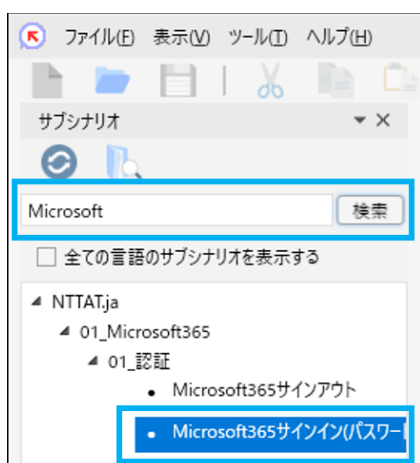 ファイル(F) 表示(V) ツール(T) ヘルプ(H)
サブシナリオ
Microsoft 検索
全ての言語のサブシナリオを表示する
NTTAT.ja
01_Microsoft365
01_認証
Microsoft365サインアウト
Microsoft365サインイン(パスワー